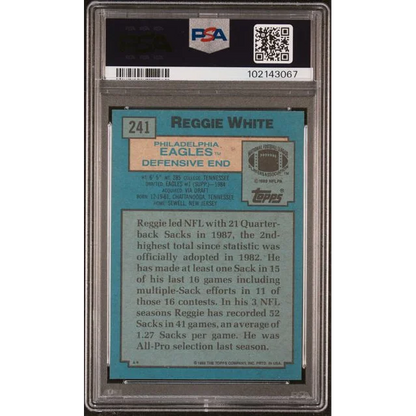 PSA
102143067
241
REGGIE WHITE
PHILADELPHIA
EAGLES™
DEFENSIVE END
TOPPS
Reggie led NFL with 21 Quarter-
back Sacks in 1987, the 2nd-
highest total since statistic was
officially adopted in 1982. He
has made at least one Sack in 15
of his last 16 games including
multiple-Sack efforts in 11 of
those 16 contests. In his 3 NFL
seasons Reggie has recorded 52
Sacks in 41 games, an average of
1.27 Sacks per game. He was
All-Pro selection last season.